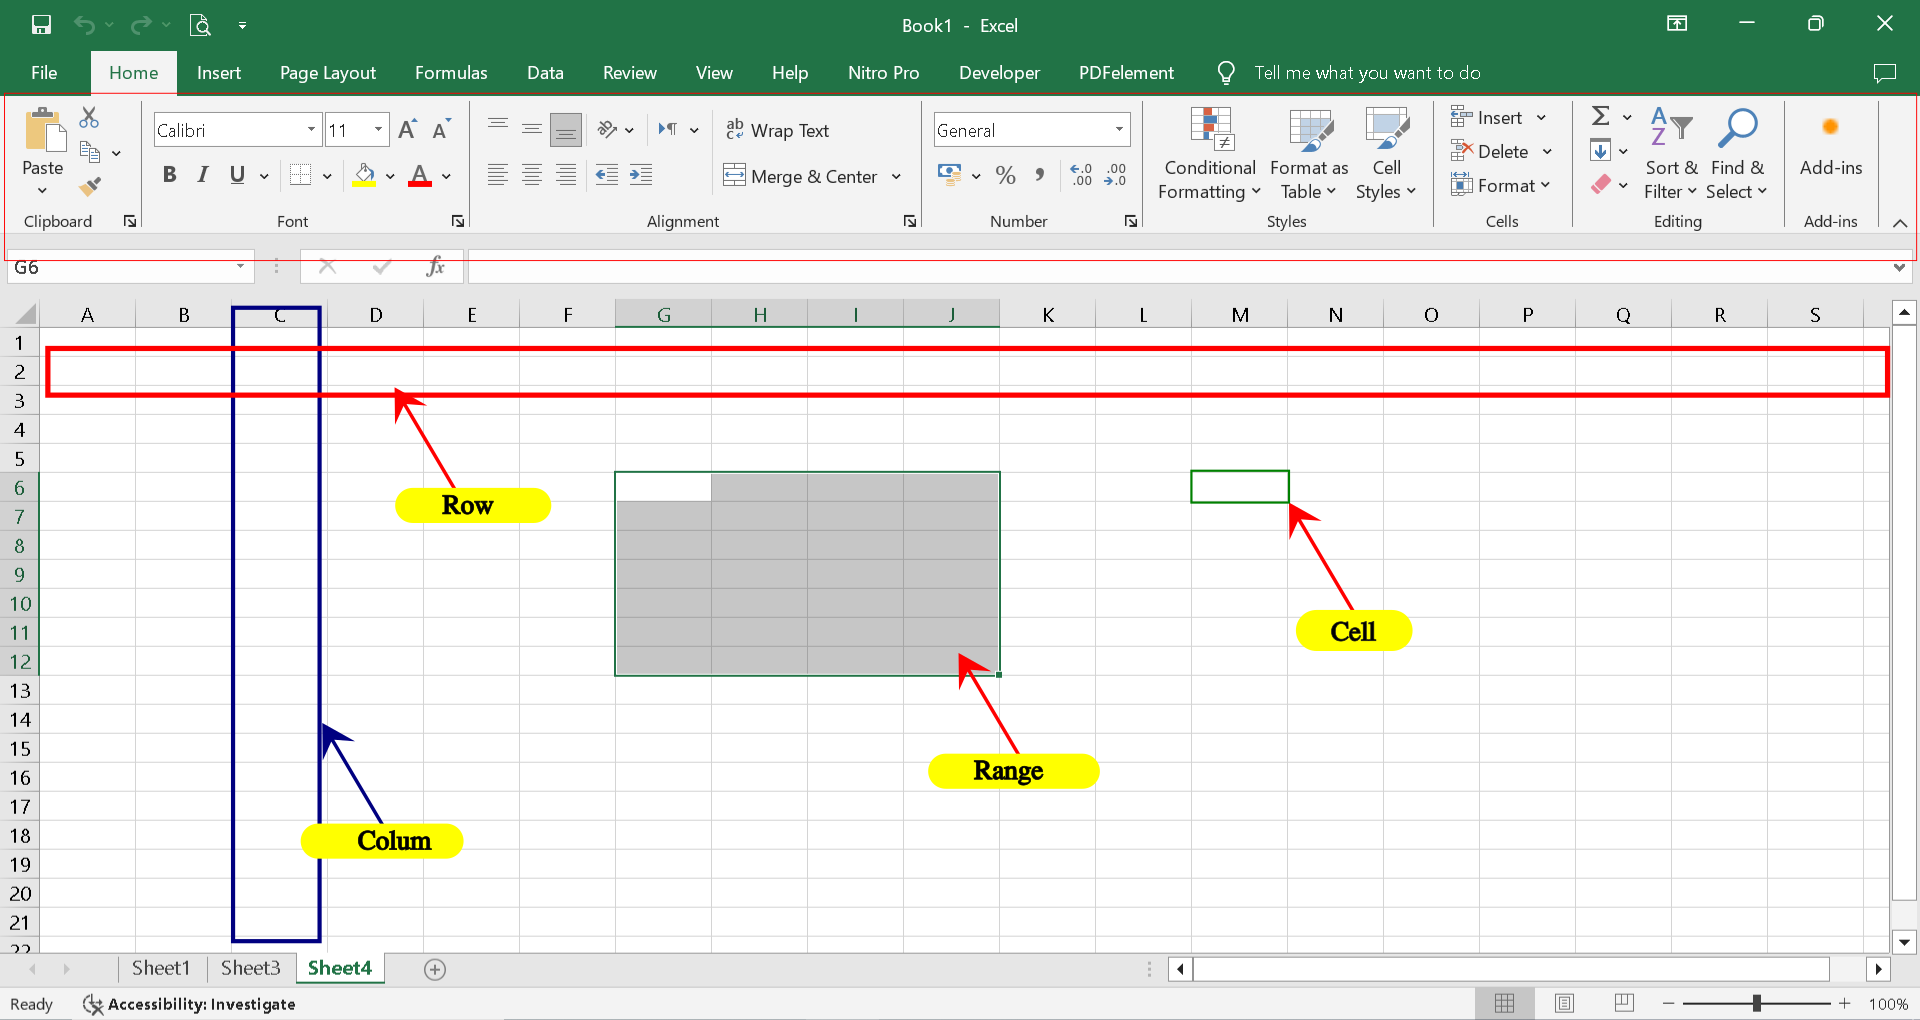 Book1 - Excel
File Home Insert Page Layout Formulas Data Review View Help Nitro Pro Developer PDFelement Tell me what you want to do
Paste
Clipboard
Calibri 11 A A
B I U A
Font
ab Wrap Text
c
Merge & Center
Alignment
General
% , .0 .00 .00 .0
Number
Conditional Formatting
Format as Table
Cell Styles
Styles
Insert
Delete
Format
Cells
Σ
A
Z
Sort & Filter
Find & Select
Editing
Add-ins
Add-ins
G6 fx
A B C D E F G H I J K L M N O P Q R S
1
2
3
4
5
6
7
8
9
10
11
12
13
14
15
16
17
18
19
20
21
22
Row
Cell
Range
Colum
Sheet1 Sheet3 Sheet4
Ready Accessibility: Investigate 100%